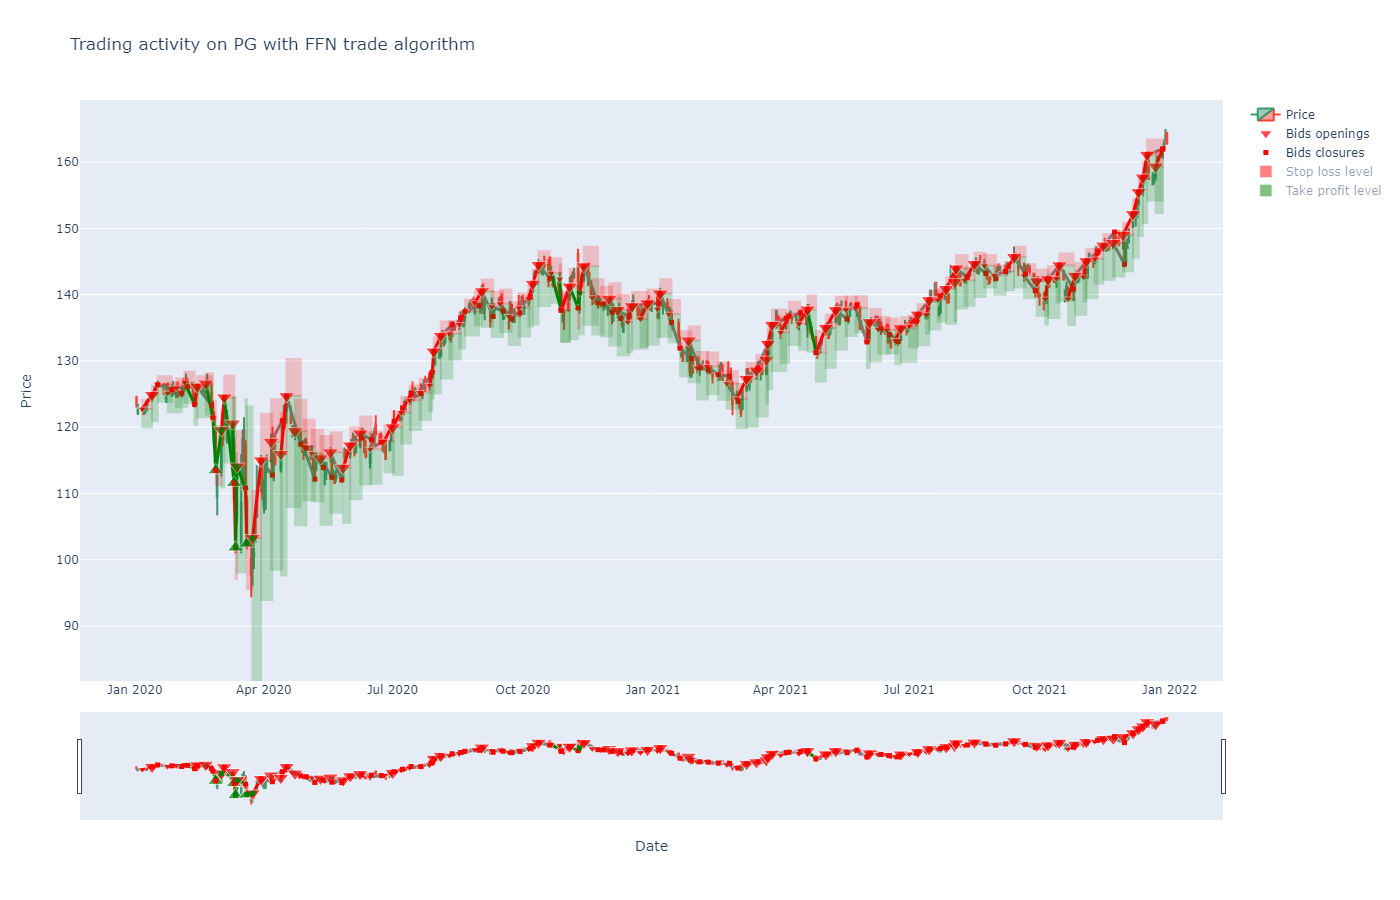 Trading activity on PG with FFN trade algorithm
Price
Bids openings
Bids closures
Stop loss level
Take profit level
Price
160
150
140
130
120
110
100
90
Jan 2020 Apr 2020 Jul 2020 Oct 2020 Jan 2021 Apr 2021 Jul 2021 Oct 2021 Jan 2022
Date